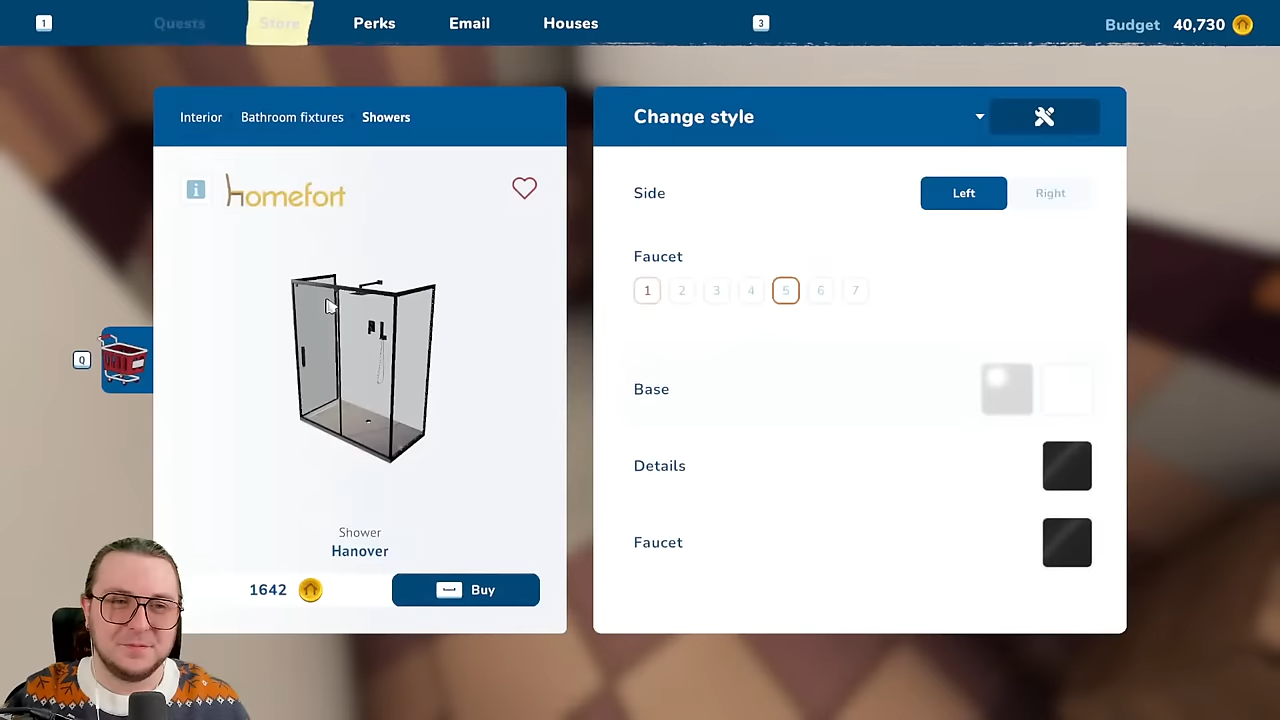 1
Quests
Store
Perks
Email
Houses
3
Budget 40,730
Interior
Bathroom fixtures
Showers
Change style
i
homefort
Side
Left
Right
Faucet
1 2 3 4 5 6 7
Q
Base
Details
Shower
Hanover
Faucet
1642
Buy